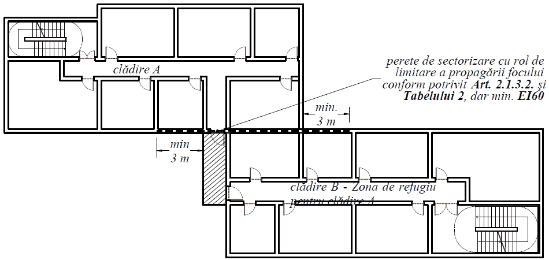 clădire A
perete de sectorizare cu rol de
limitare a propagării focului
conform potrivit Art. 2.1.3.2. și
Tabelului 2, dar min. EI60
min.
3 m
min
3 m
clădire B - Zona de refugiu
pentru clădire A